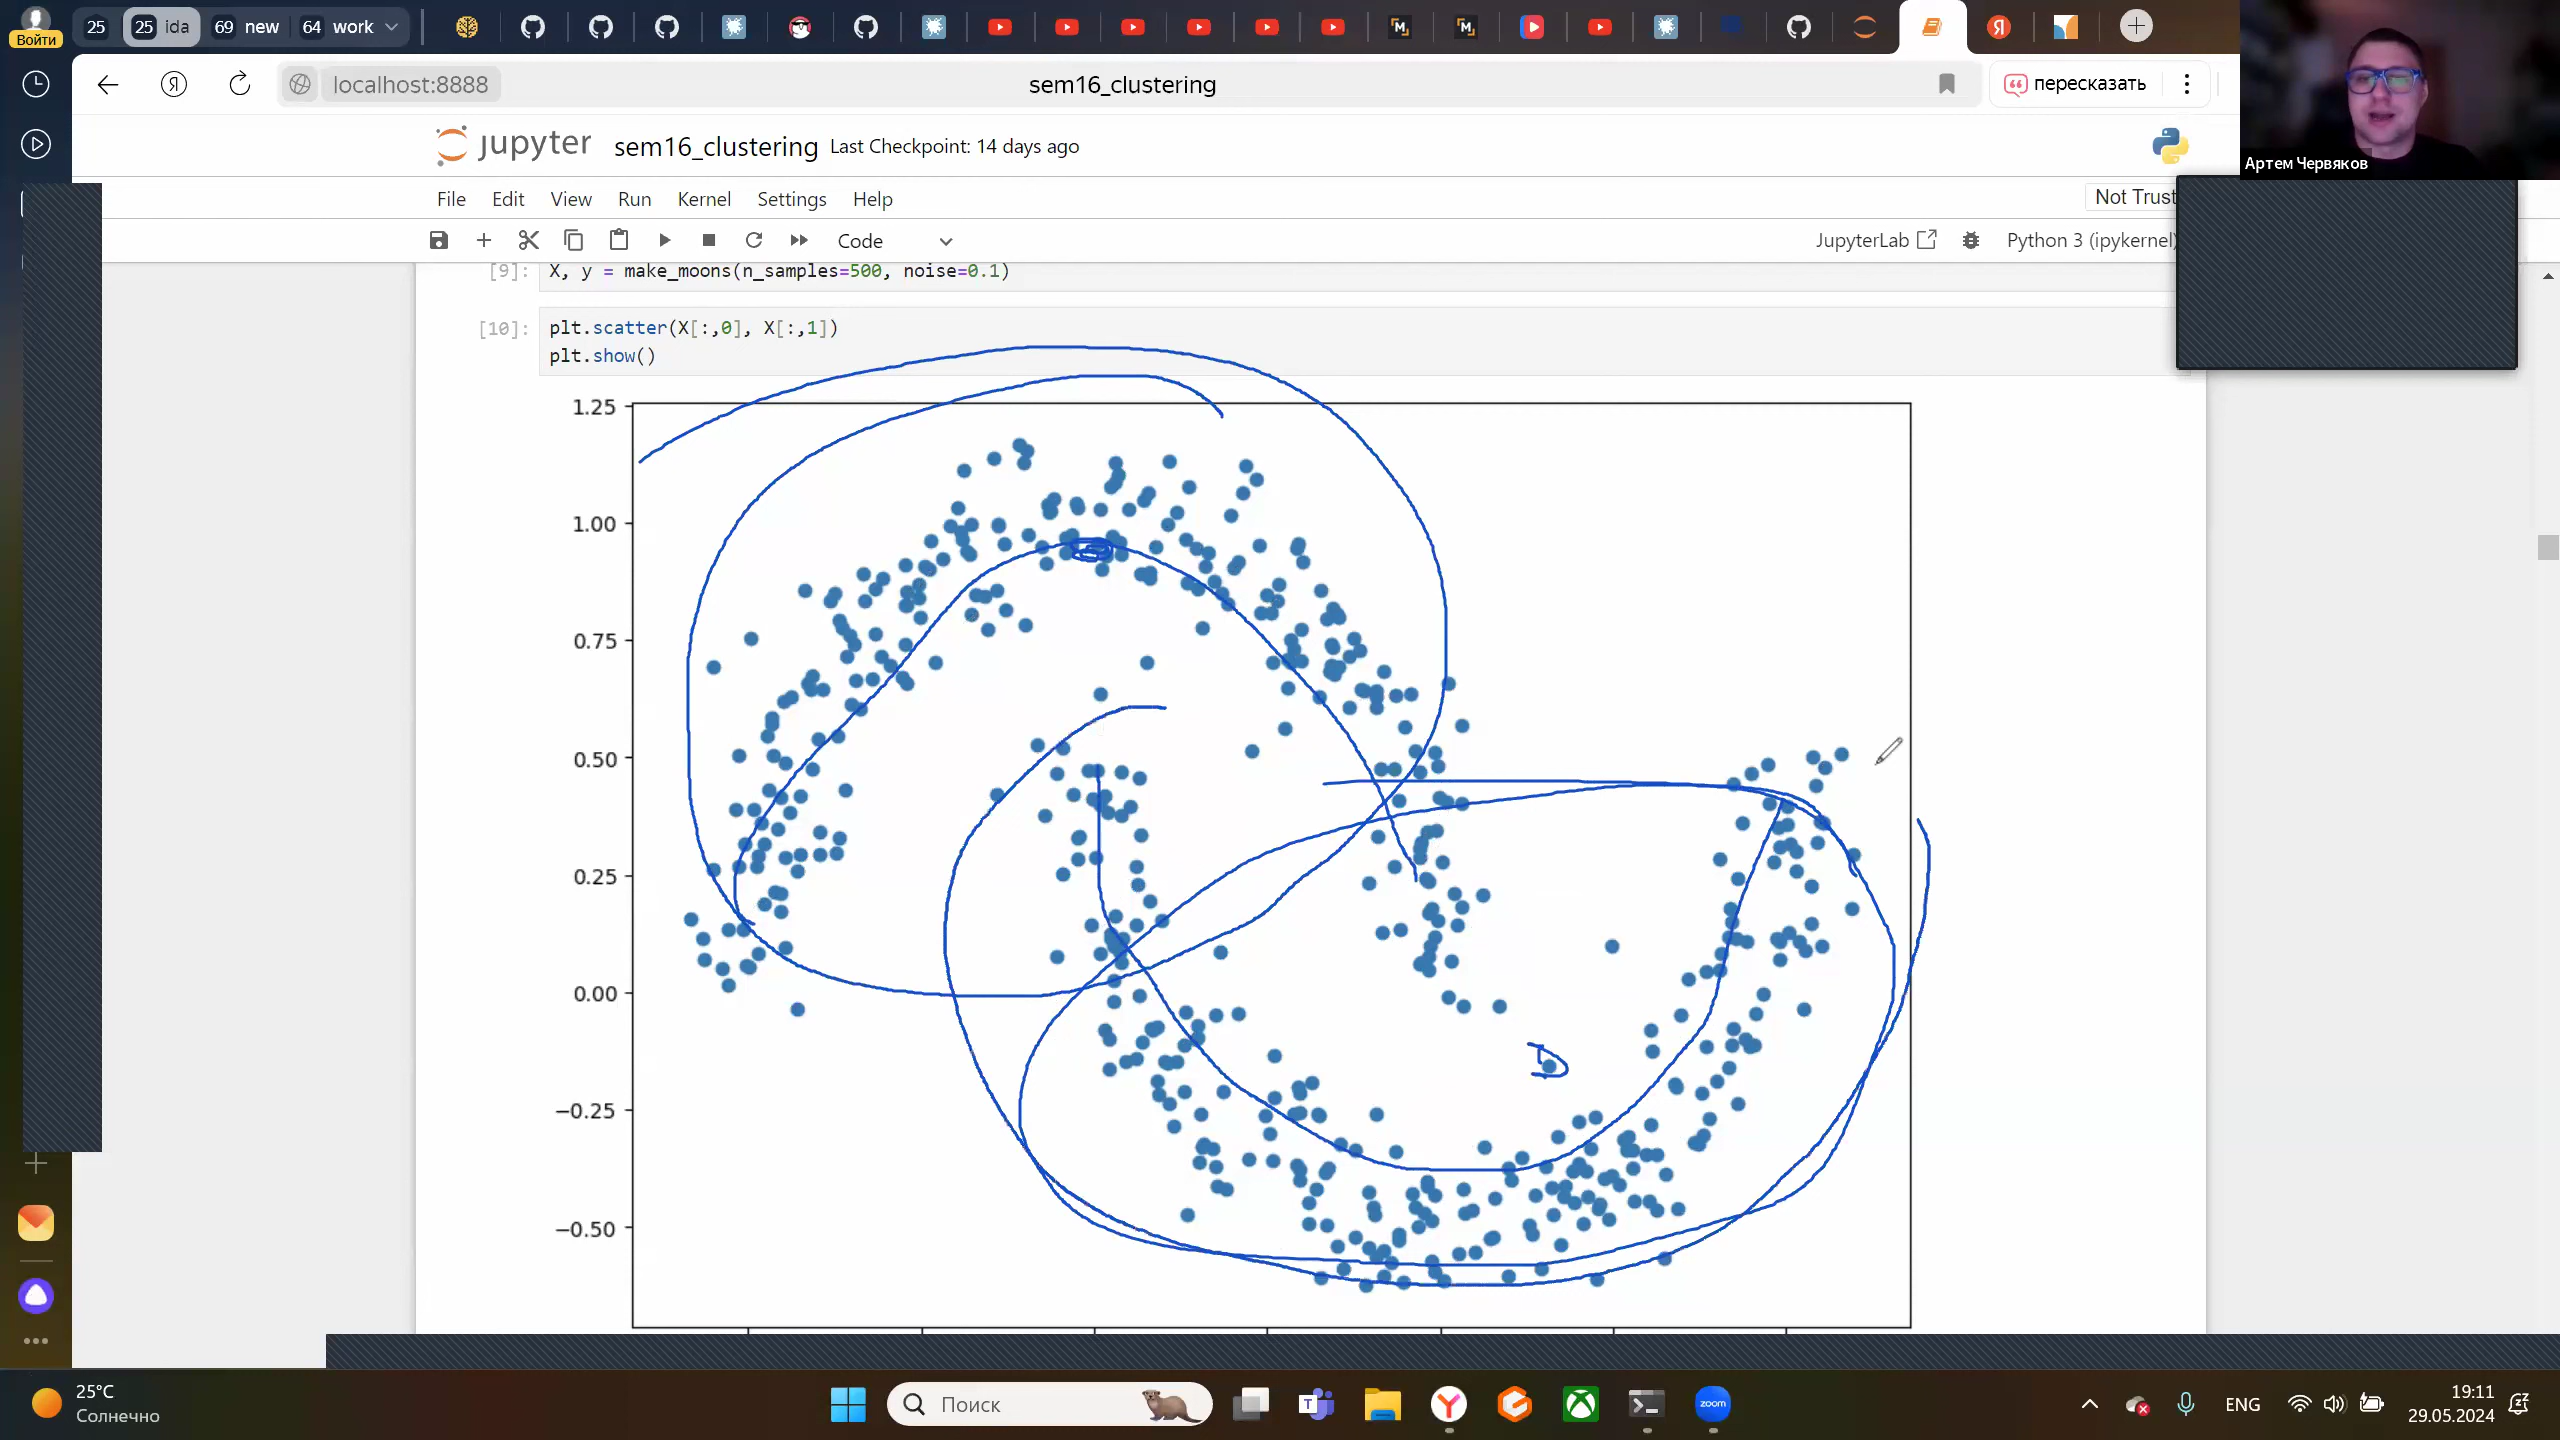 Войти
25
25 ida
69 new
64 work
localhost:8888
sem16_clustering
пересказать
Артем Червяков
jupyter sem16_clustering Last Checkpoint: 14 days ago
File Edit View Run Kernel Settings Help
Not Trust
Code
JupyterLab
Python 3 (ipykernel)
[9]: X, y = make_moons(n_samples=500, noise=0.1)
[10]: plt.scatter(X[:,0], X[:,1])
plt.show()
1.25
1.00
0.75
0.50
0.25
0.00
−0.25
−0.50
D
25°C
Солнечно
Поиск
zoom
ENG
19:11
29.05.2024